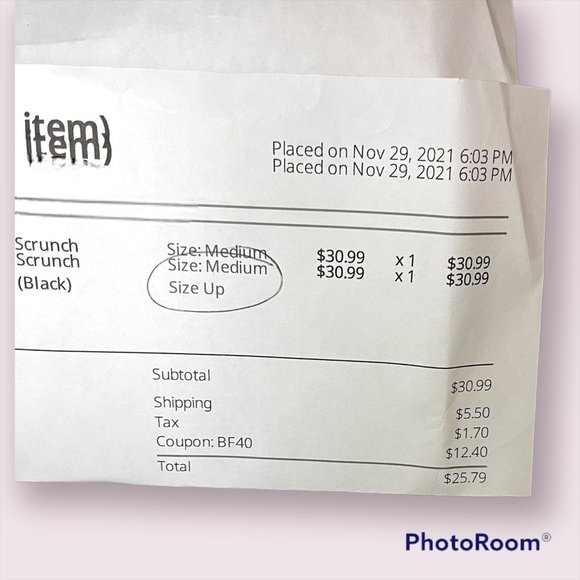 item)
item)
Placed on Nov 29, 2021 6:03 PM
Placed on Nov 29, 2021 6:03 PM
Scrunch Size: Medium $30.99 x 1 $30.99
Scrunch Size: Medium $30.99 x 1 $30.99
(Black) Size Up
Subtotal $30.99
Shipping $5.50
Tax $1.70
Coupon: BF40 $12.40
Total $25.79
PhotoRoom®